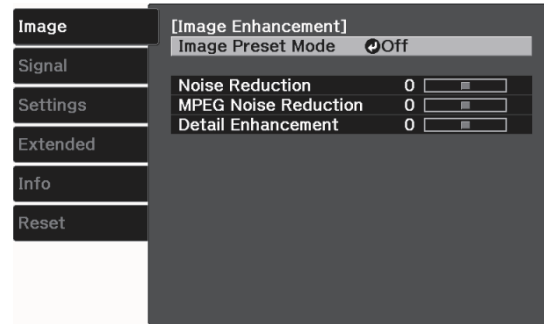 Image
Signal
Settings
Extended
Info
Reset
[Image Enhancement]
Image Preset Mode Off
Noise Reduction 0
MPEG Noise Reduction 0
Detail Enhancement 0